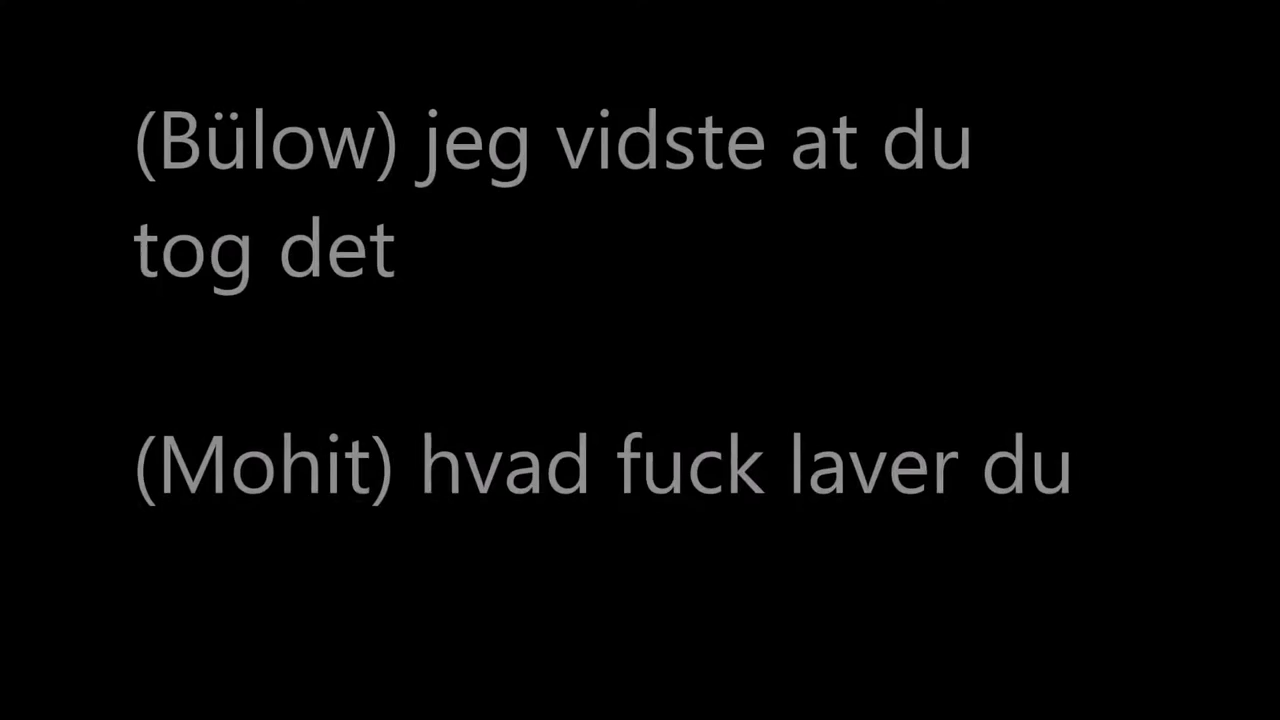 (Bülow) jeg vidste at du
tog det
(Mohit) hvad fuck laver du